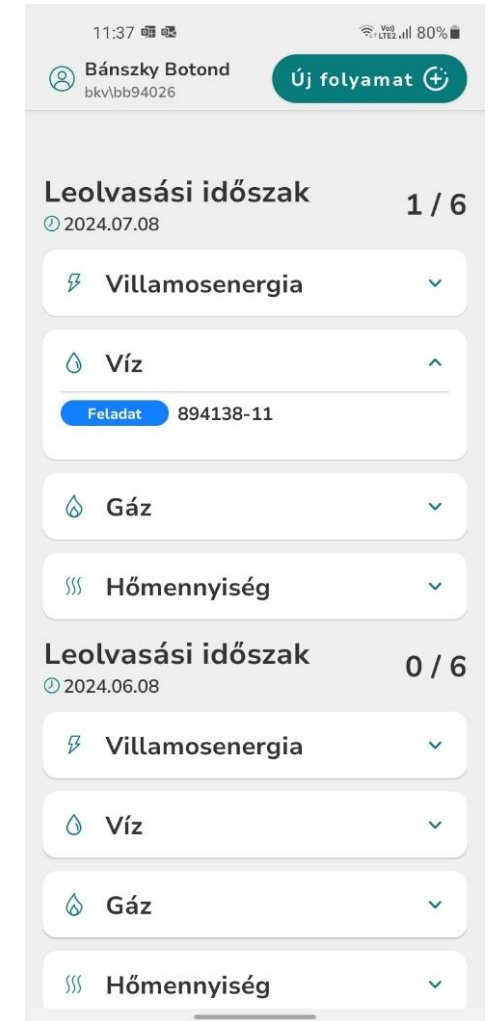 11:37 80%
Bánszky Botond
bkv\bb94026
Új folyamat
Leolvasási időszak 1 / 6
2024.07.08
Villamosenergia
Víz
Feladat 894138-11
Gáz
Hőmennyiség
Leolvasási időszak 0 / 6
2024.06.08
Villamosenergia
Víz
Gáz
Hőmennyiség